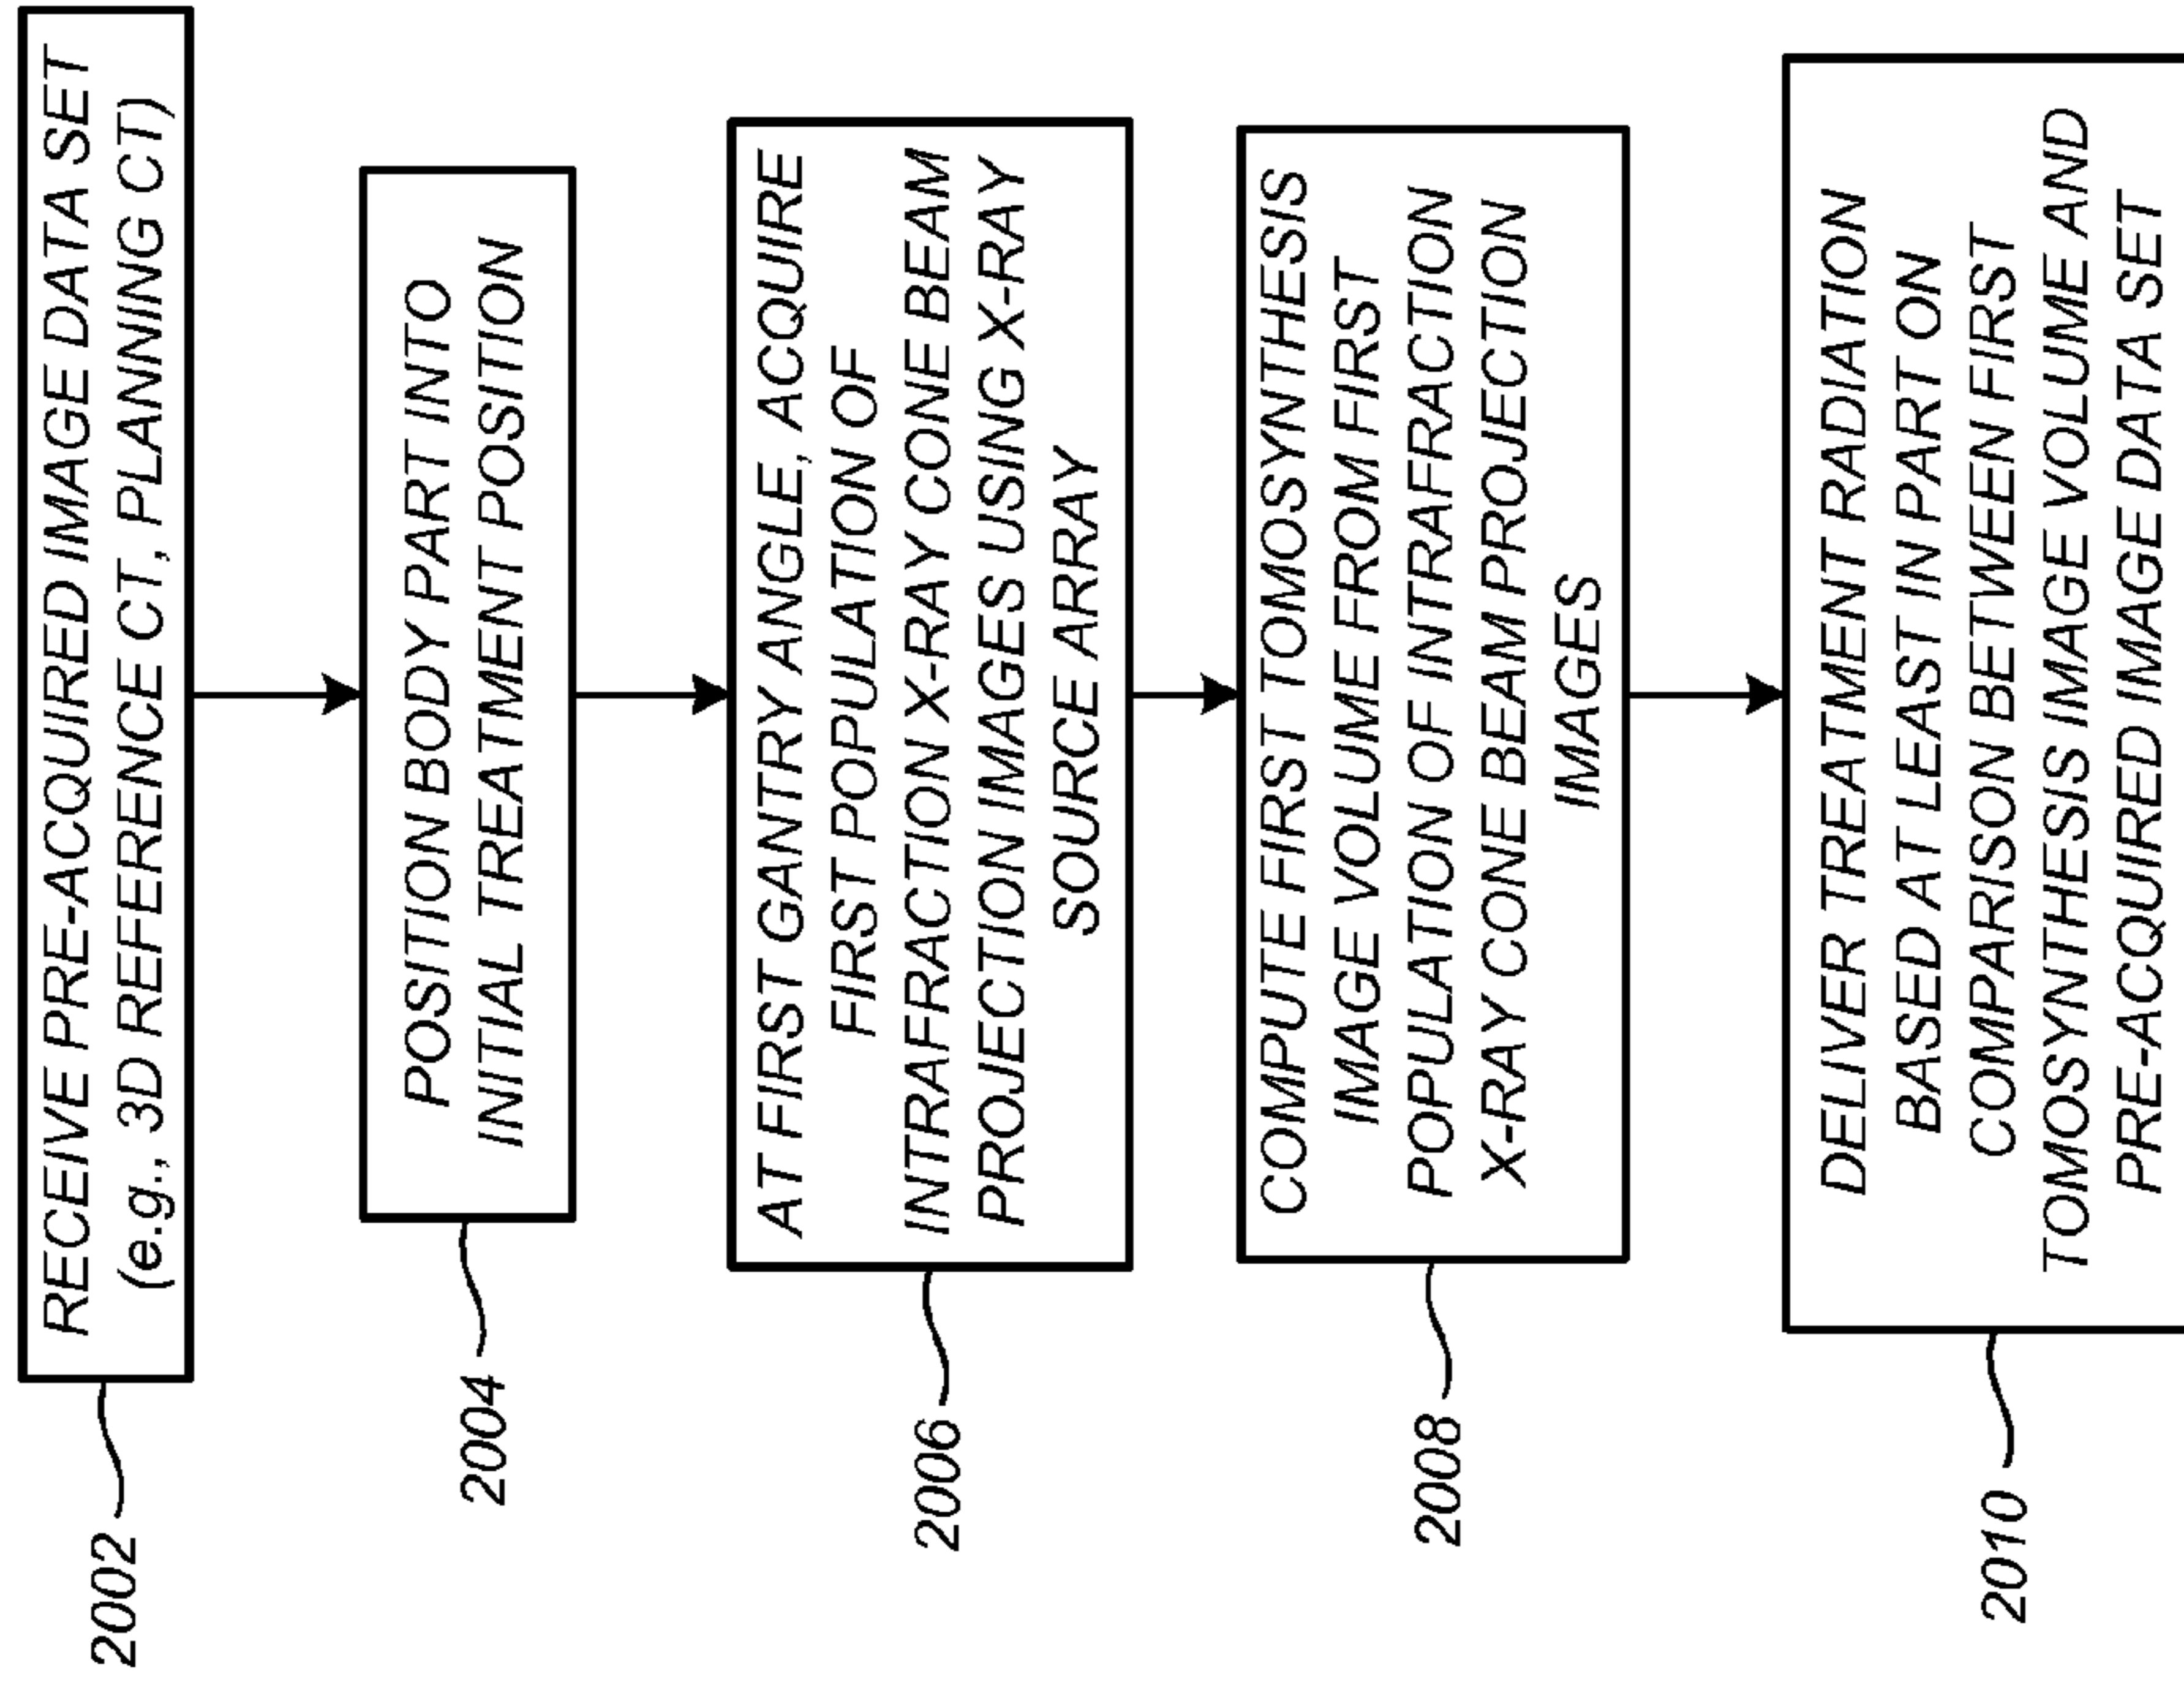 RECEIVE PRE-ACQUIRED IMAGE DATA SET
(e.g., 3D REFERENCE CT, PLANNING CT)
2002
POSITION BODY PART INTO
INITIAL TREATMENT POSITION
2004
AT FIRST GANTRY ANGLE, ACQUIRE
FIRST POPULATION OF
INTRAFRACTION X-RAY CONE BEAM
PROJECTION IMAGES USING X-RAY
SOURCE ARRAY
2006
COMPUTE FIRST TOMOSYNTHESIS
IMAGE VOLUME FROM FIRST
POPULATION OF INTRAFRACTION
X-RAY CONE BEAM PROJECTION
IMAGES
2008
DELIVER TREATMENT RADIATION
BASED AT LEAST IN PART ON
COMPARISON BETWEEN FIRST
TOMOSYNTHESIS IMAGE VOLUME AND
PRE-ACQUIRED IMAGE DATA SET
2010